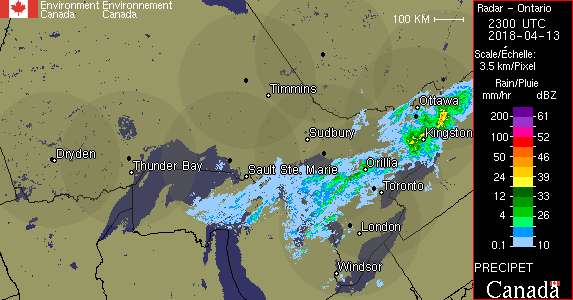 Environment Environnement
Canada Canada
100 KM
Timmins
Ottawa
Sudbury
Kingston
Dryden
Thunder Bay
Sault Ste. Marie
Orillia
Toronto
London
Windsor
Radar - Ontario
2300 UTC
2018-04-13
Scale/Échelle:
3.5 km/Pixel
Rain/Pluie
mm/hr dBZ
200 61
100 52
50 46
24 39
12 33
4 26
0.1 10
PRECIPET
Canada